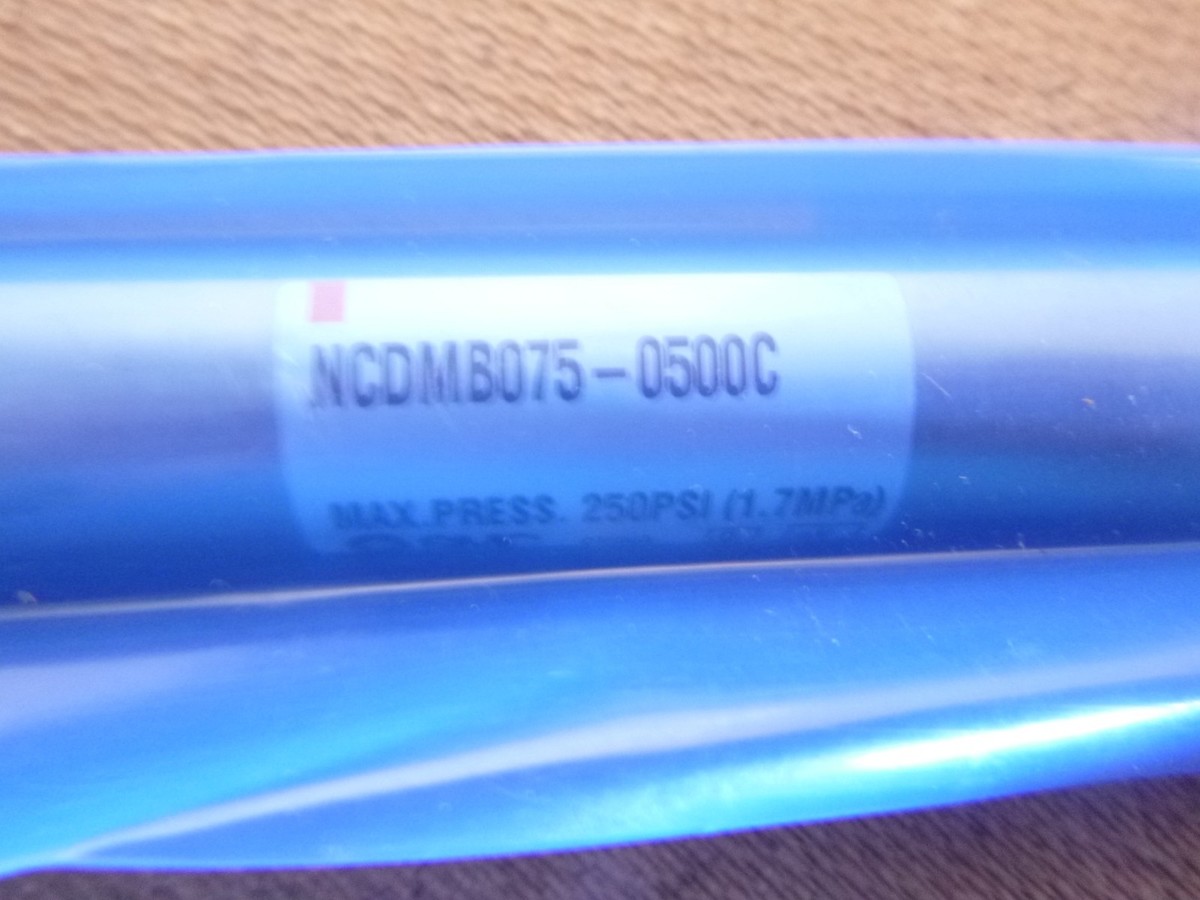 NCDMB075-0500C
MAX.PRESS. 250PSI (1.7MPa)